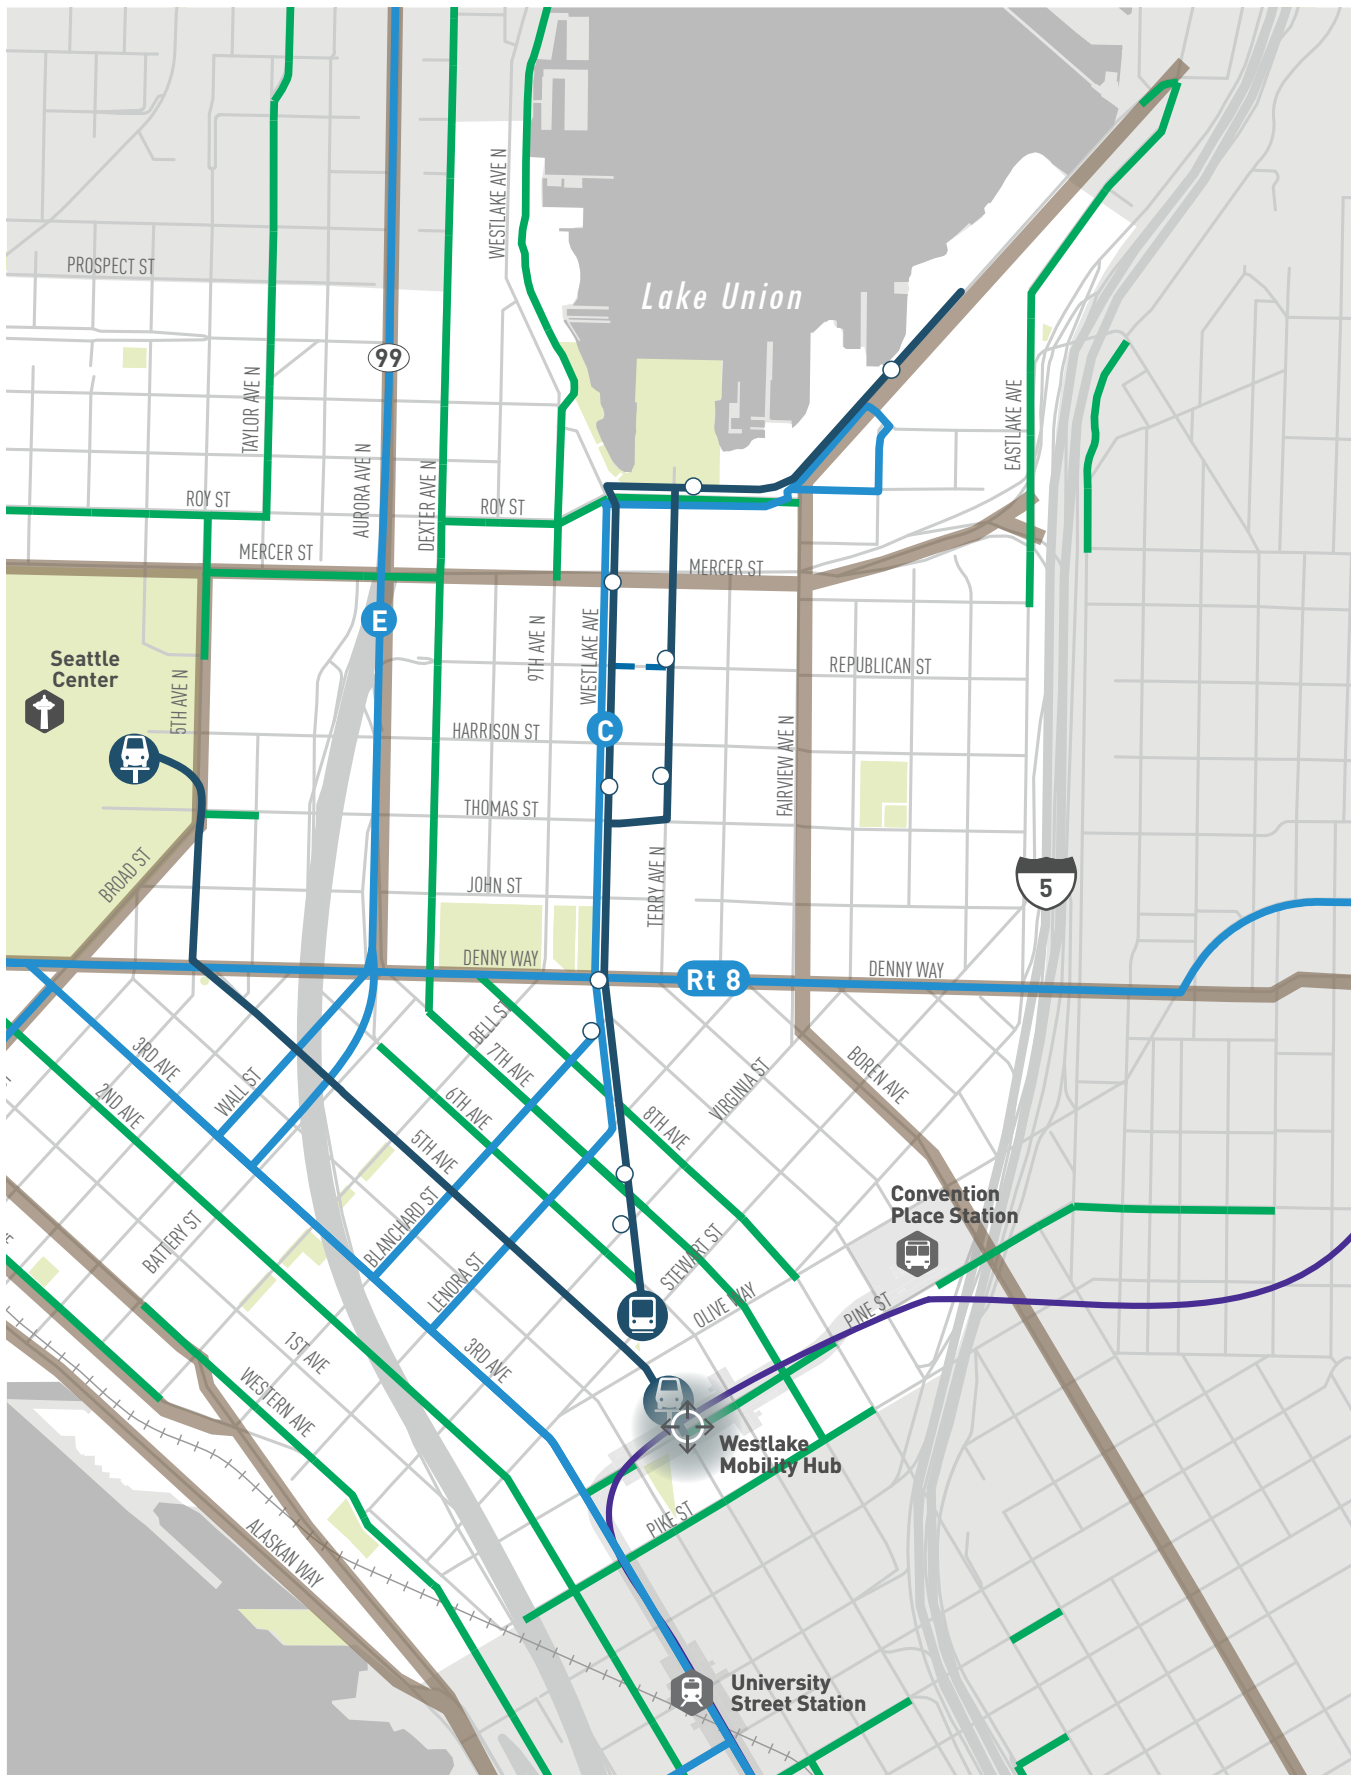 WESTLAKE AVE N
PROSPECT ST
Lake Union
99
TAYLOR AVE N
AURORA AVE N
DEXTER AVE N
EASTLAKE AVE
ROY ST
ROY ST
MERCER ST
MERCER ST
E
9TH AVE N
WESTLAKE AVE
REPUBLICAN ST
Seattle
Center
5TH AVE N
HARRISON ST
C
FAIRVIEW AVE N
THOMAS ST
BROAD ST
JOHN ST
TERRY AVE N
5
DENNY WAY
Rt 8
DENNY WAY
3RD AVE
2ND AVE
WALL ST
BELL ST
7TH AVE
6TH AVE
5TH AVE
8TH AVE
VIRGINIA ST
BOREN AVE
BATTERY ST
BLANCHARD ST
LENORA ST
STEWART ST
OLIVE WAY
Convention
Place Station
PINE ST
3RD AVE
1ST AVE
WESTERN AVE
Westlake
Mobility Hub
PIKE ST
ALASKAN WAY
University
Street Station